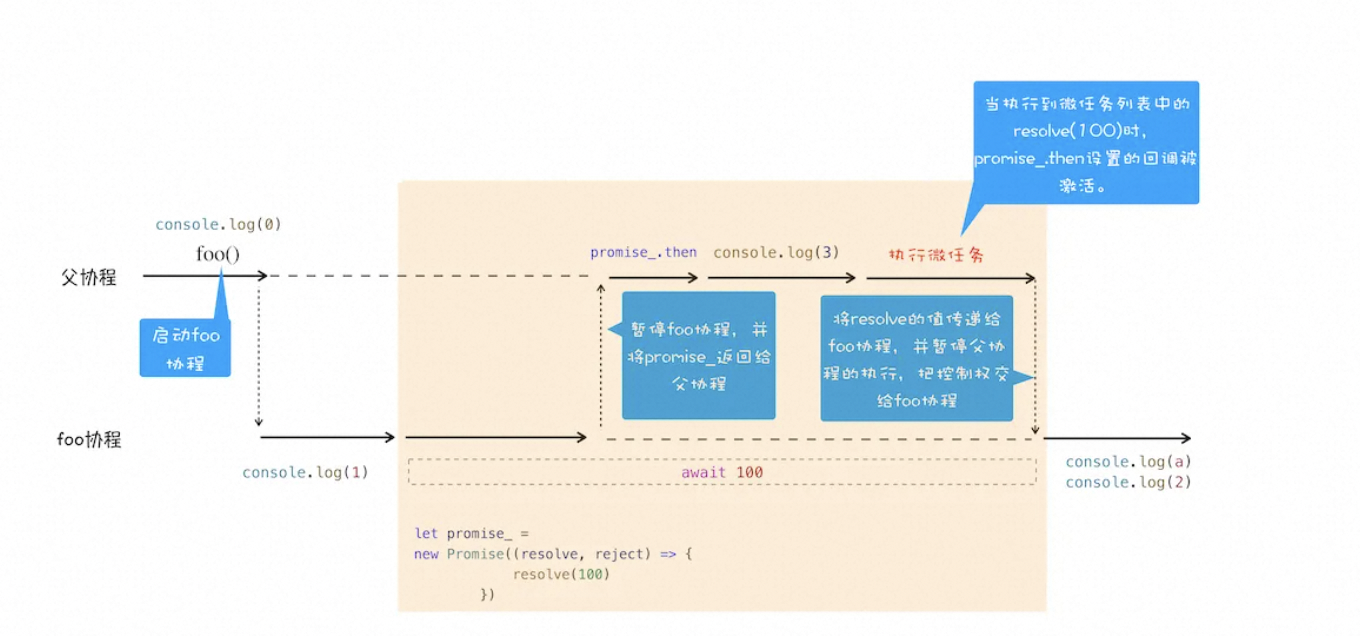 当执行到微任务列表中的
resolve(100)时，
promise_.then设置的回调被
激活。
console.log(0)
foo()
父协程
启动foo
协程
promise_.then
console.log(3)
执行微任务
暂停foo协程，并
将promise_返回给
父协程
将resolve的值传递给
foo协程，并暂停父协
程的执行，把控制权交
给foo协程
foo协程
console.log(1)
await 100
console.log(a)
console.log(2)
let promise_ =
new Promise((resolve, reject) => {
resolve(100)
})